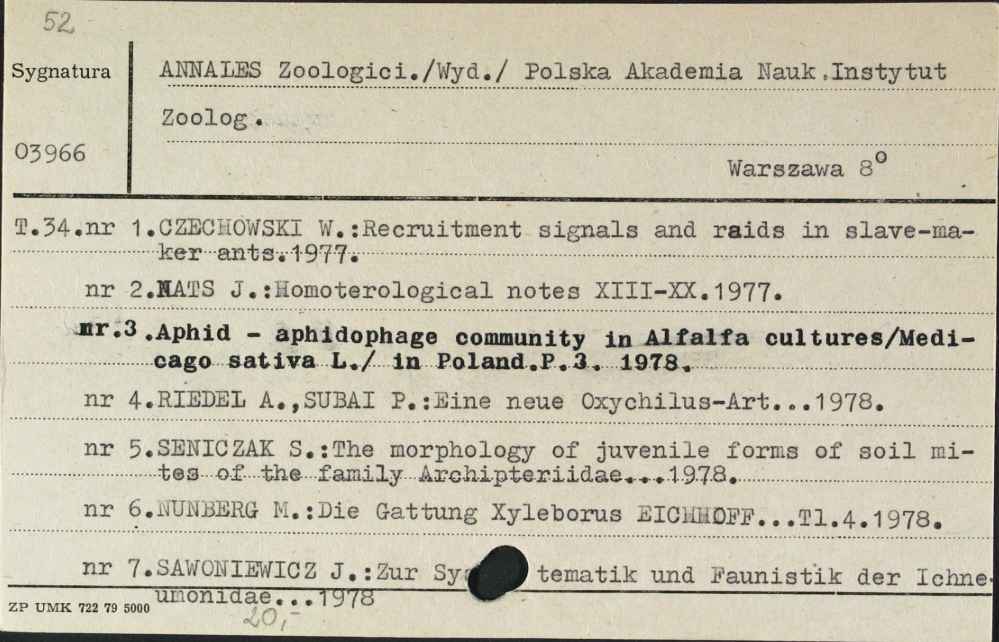 52
Sygnatura
ANNALES Zoologici./Wyd./ Polska Akademia Nauk.Instytut
Zoolog.
03966
Warszawa 8°
T.34.nr 1.CZECHOWSKI W.:Recruitment signals and raids in slave-ma-
ker ants.1977.
nr 2.NATS J.:Homoterological notes XIII-XX.1977.
nr.3.Aphid - aphidophage community in Alfalfa cultures/Medi-
cago sativa L./ in Poland.P.3. 1978.
nr 4.RIEDEL A.,SUBAI P.:Eine neue Oxychilus-Art...1978.
nr 5.SENICZAK S.:The morphology of juvenile forms of soil mi-
tes of the family Archipteriidae...1978.
nr 6.NUNBERG M.:Die Gattung Xyleborus EICHHOFF...Tl.4.1978.
nr 7.SAWONIEWICZ J.:Zur Sy tematik und Faunistik der Ichne-
umonidae...1978
ZP UMK 722 79 5000
20,-